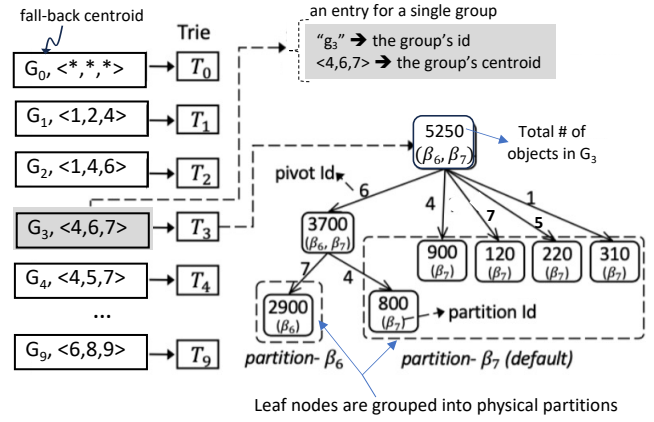 fall-back centroid
an entry for a single group
Trie
"g₃" ➔ the group's id
<4,6,7> ➔ the group's centroid
G₀, <*,*,*>
T₀
G₁, <1,2,4>
T₁
5250
(β₆, β₇)
Total # of
objects in G₃
G₂, <1,4,6>
T₂
pivot Id
6
4
7
5
1
G₃, <4,6,7>
T₃
3700
(β₆, β₇)
900
(β₇)
120
(β₇)
220
(β₇)
310
(β₇)
7
4
G₄, <4,5,7>
T₄
2900
(β₆)
800
(β₇)
partition Id
...
G₉, <6,8,9>
T₉
partition- β₆
partition- β₇ (default)
Leaf nodes are grouped into physical partitions